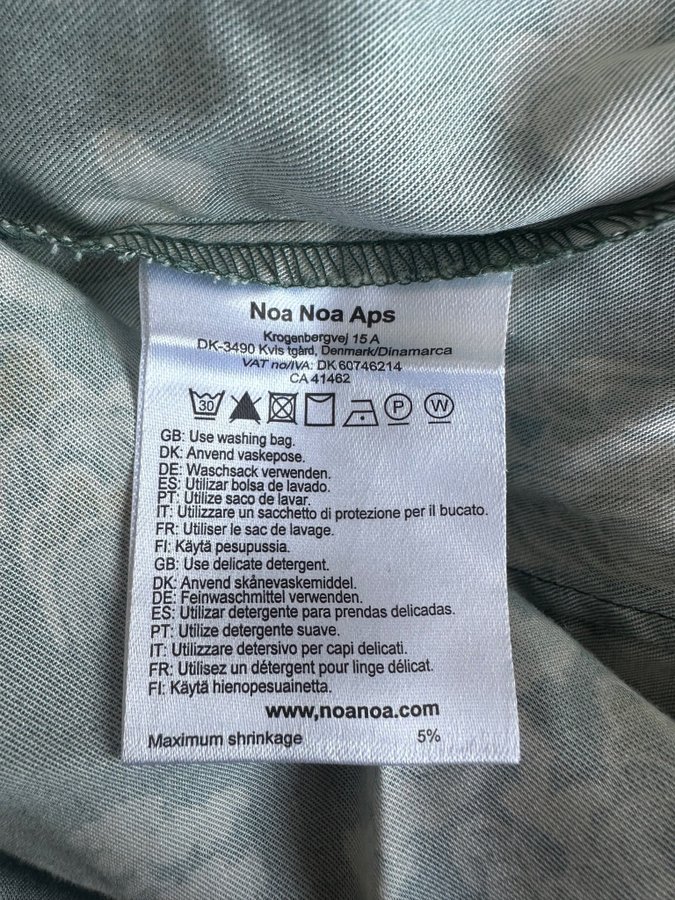 Noa Noa Aps
Krogenbergvej 15 A
DK-3490 Kvis tgård, Denmark/Dinamarca
VAT no/IVA: DK 60746214
CA 41462
30 P W
GB: Use washing bag.
DK: Anvend vaskepose.
DE: Waschsack verwenden.
ES: Utilizar bolsa de lavado.
PT: Utilize saco de lavar.
IT: Utilizzare un sacchetto di protezione per il bucato.
FR: Utiliser le sac de lavage.
FI: Käytä pesupussia.
GB: Use delicate detergent.
DK: Anvend skånevaskemiddel.
DE: Feinwaschmittel verwenden.
ES: Utilizar detergente para prendas delicadas.
PT: Utilize detergente suave.
IT: Utilizzare detersivo per capi delicati.
FR: Utilisez un détergent pour linge délicat.
FI: Käytä hienopesuainetta.
www,noanoa.com
Maximum shrinkage 5%